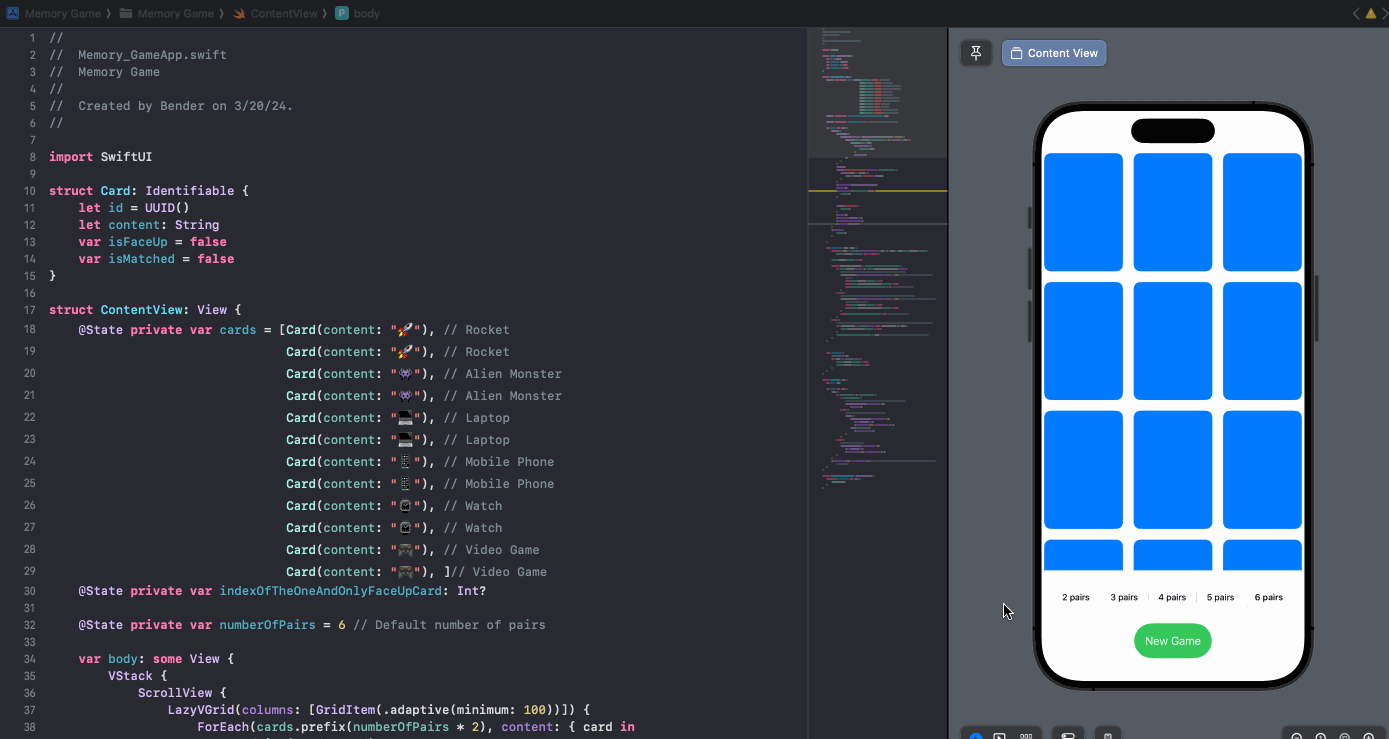 Memory Game ❯ Memory Game ❯ ContentView ❯ P body
1 //
2 //  Memory_GameApp.swift
3 //  Memory Game
4 //
5 //  Created by Bender on 3/20/24.
6 //
7
8 import SwiftUI
9
10 struct Card: Identifiable {
11     let id = UUID()
12     let content: String
13     var isFaceUp = false
14     var isMatched = false
15 }
16
17 struct ContentView: View {
18     @State private var cards = [Card(content: "🚀"), // Rocket
19                                 Card(content: "🚀"), // Rocket
20                                 Card(content: "👾"), // Alien Monster
21                                 Card(content: "👾"), // Alien Monster
22                                 Card(content: "💻"), // Laptop
23                                 Card(content: "💻"), // Laptop
24                                 Card(content: "📱"), // Mobile Phone
25                                 Card(content: "📱"), // Mobile Phone
26                                 Card(content: "⌚"), // Watch
27                                 Card(content: "⌚"), // Watch
28                                 Card(content: "🎮"), // Video Game
29                                 Card(content: "🎮"), ]// Video Game
30     @State private var indexOfTheOneAndOnlyFaceUpCard: Int?
31
32     @State private var numberOfPairs = 6 // Default number of pairs
33
34     var body: some View {
35         VStack {
36             ScrollView {
37                 LazyVGrid(columns: [GridItem(.adaptive(minimum: 100))]) {
38                     ForEach(cards.prefix(numberOfPairs * 2), content: { card in
Content View
2 pairs 3 pairs 4 pairs 5 pairs 6 pairs
New Game